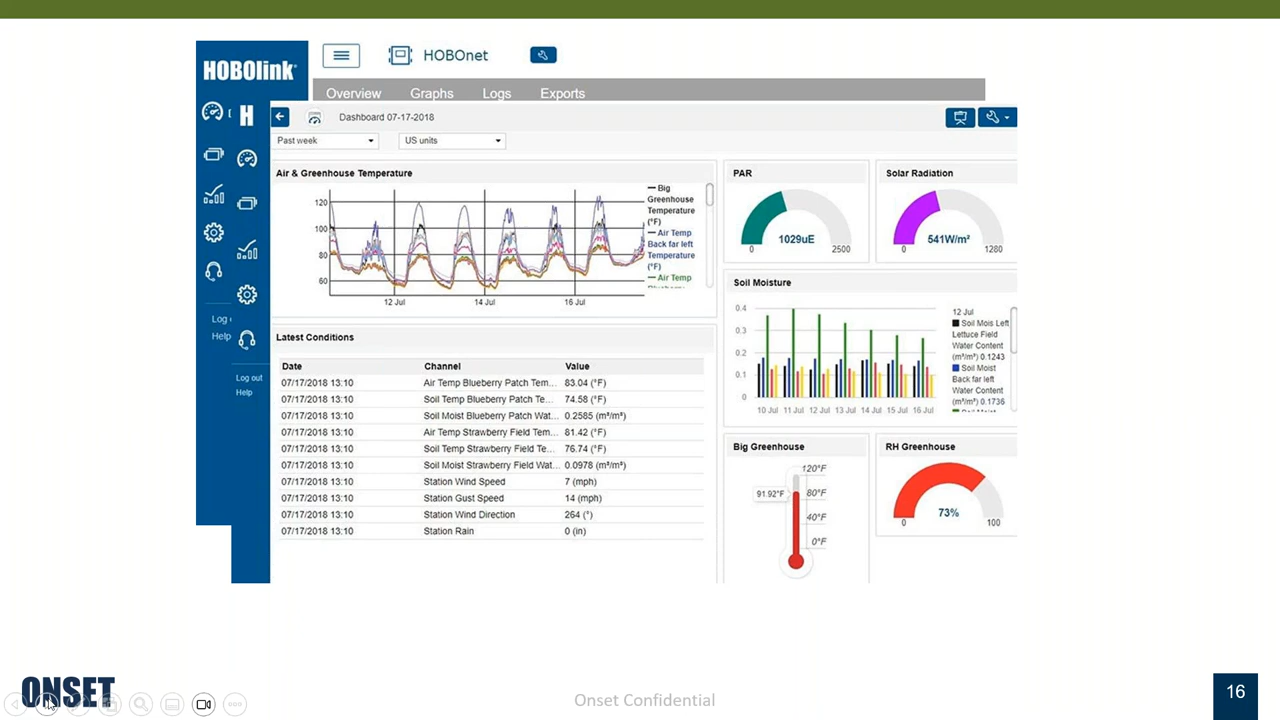 HOBOlink®
HOBOnet
Overview Graphs Logs Exports
Dashboard 07-17-2018
Past week US units
Air & Greenhouse Temperature
120
100
80
60
12 Jul 14 Jul 16 Jul
Big
Greenhouse
Temperature
(°F)
Air Temp
Back far left
Temperature
(°F)
Air Temp
PAR
1029uE
0 2500
Solar Radiation
541W/m²
0 1280
Soil Moisture
0.4
0.3
0.2
0.1
0
10 Jul 11 Jul 12 Jul 13 Jul 14 Jul 15 Jul 16 Jul
12 Jul
Soil Mois Left
Lettuce Field
Water Content
(m³/m³) 0.1243
Soil Moist
Back far left
Water Content
(m³/m³) 0.1736
Log
Help
Log out
Help
Latest Conditions
Date Channel Value
07/17/2018 13:10 Air Temp Blueberry Patch Tem... 83.04 (°F)
07/17/2018 13:10 Soil Temp Blueberry Patch Te... 74.58 (°F)
07/17/2018 13:10 Soil Moist Blueberry Patch Wat... 0.2585 (m³/m³)
07/17/2018 13:10 Air Temp Strawberry Field Tem... 81.42 (°F)
07/17/2018 13:10 Soil Temp Strawberry Field Te... 76.74 (°F)
07/17/2018 13:10 Soil Moist Strawberry Field Wat... 0.0978 (m³/m³)
07/17/2018 13:10 Station Wind Speed 7 (mph)
07/17/2018 13:10 Station Gust Speed 14 (mph)
07/17/2018 13:10 Station Wind Direction 264 (°)
07/17/2018 13:10 Station Rain 0 (in)
Big Greenhouse
120°F
91.92°F
80°F
40°F
0°F
RH Greenhouse
73%
0 100
ONSET
Onset Confidential
16